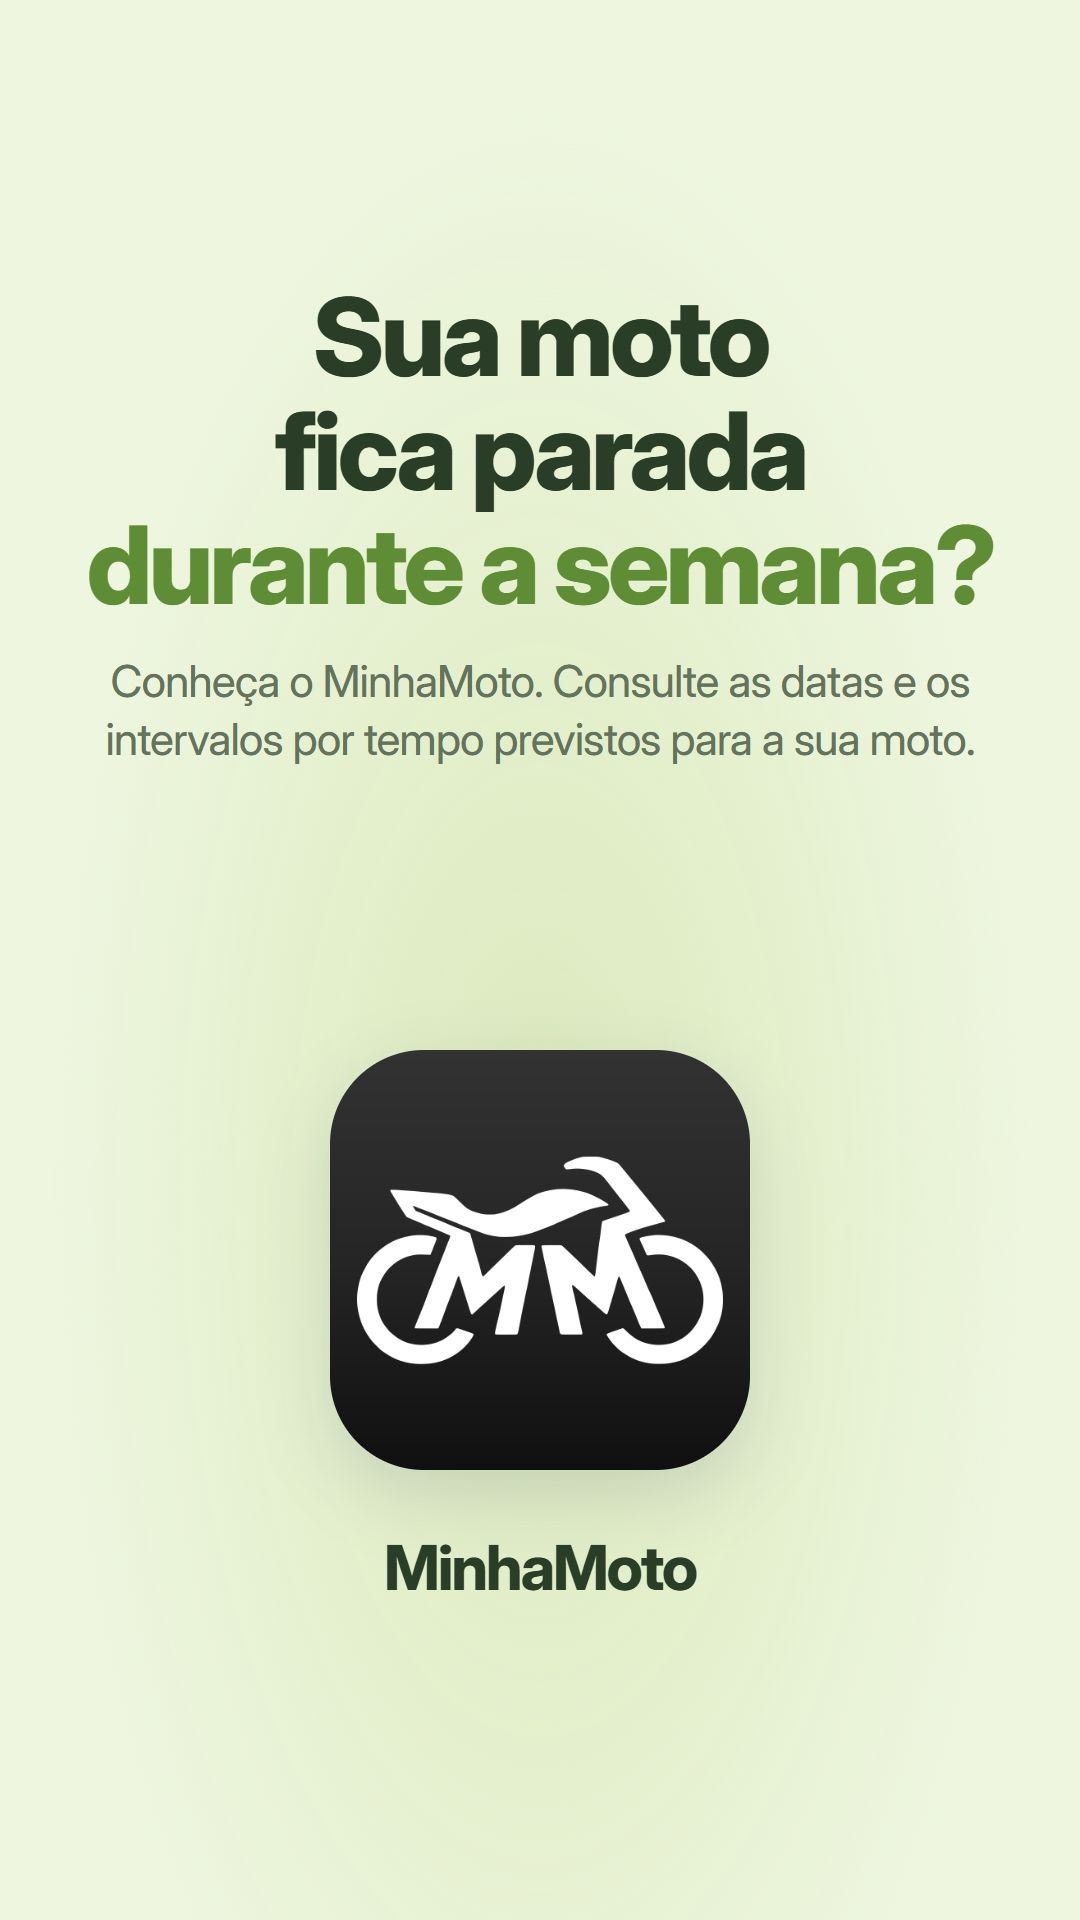 Sua moto
fica parada
durante a semana?
Conheça o MinhaMoto. Consulte as datas e os
intervalos por tempo previstos para a sua moto.
MM
MinhaMoto